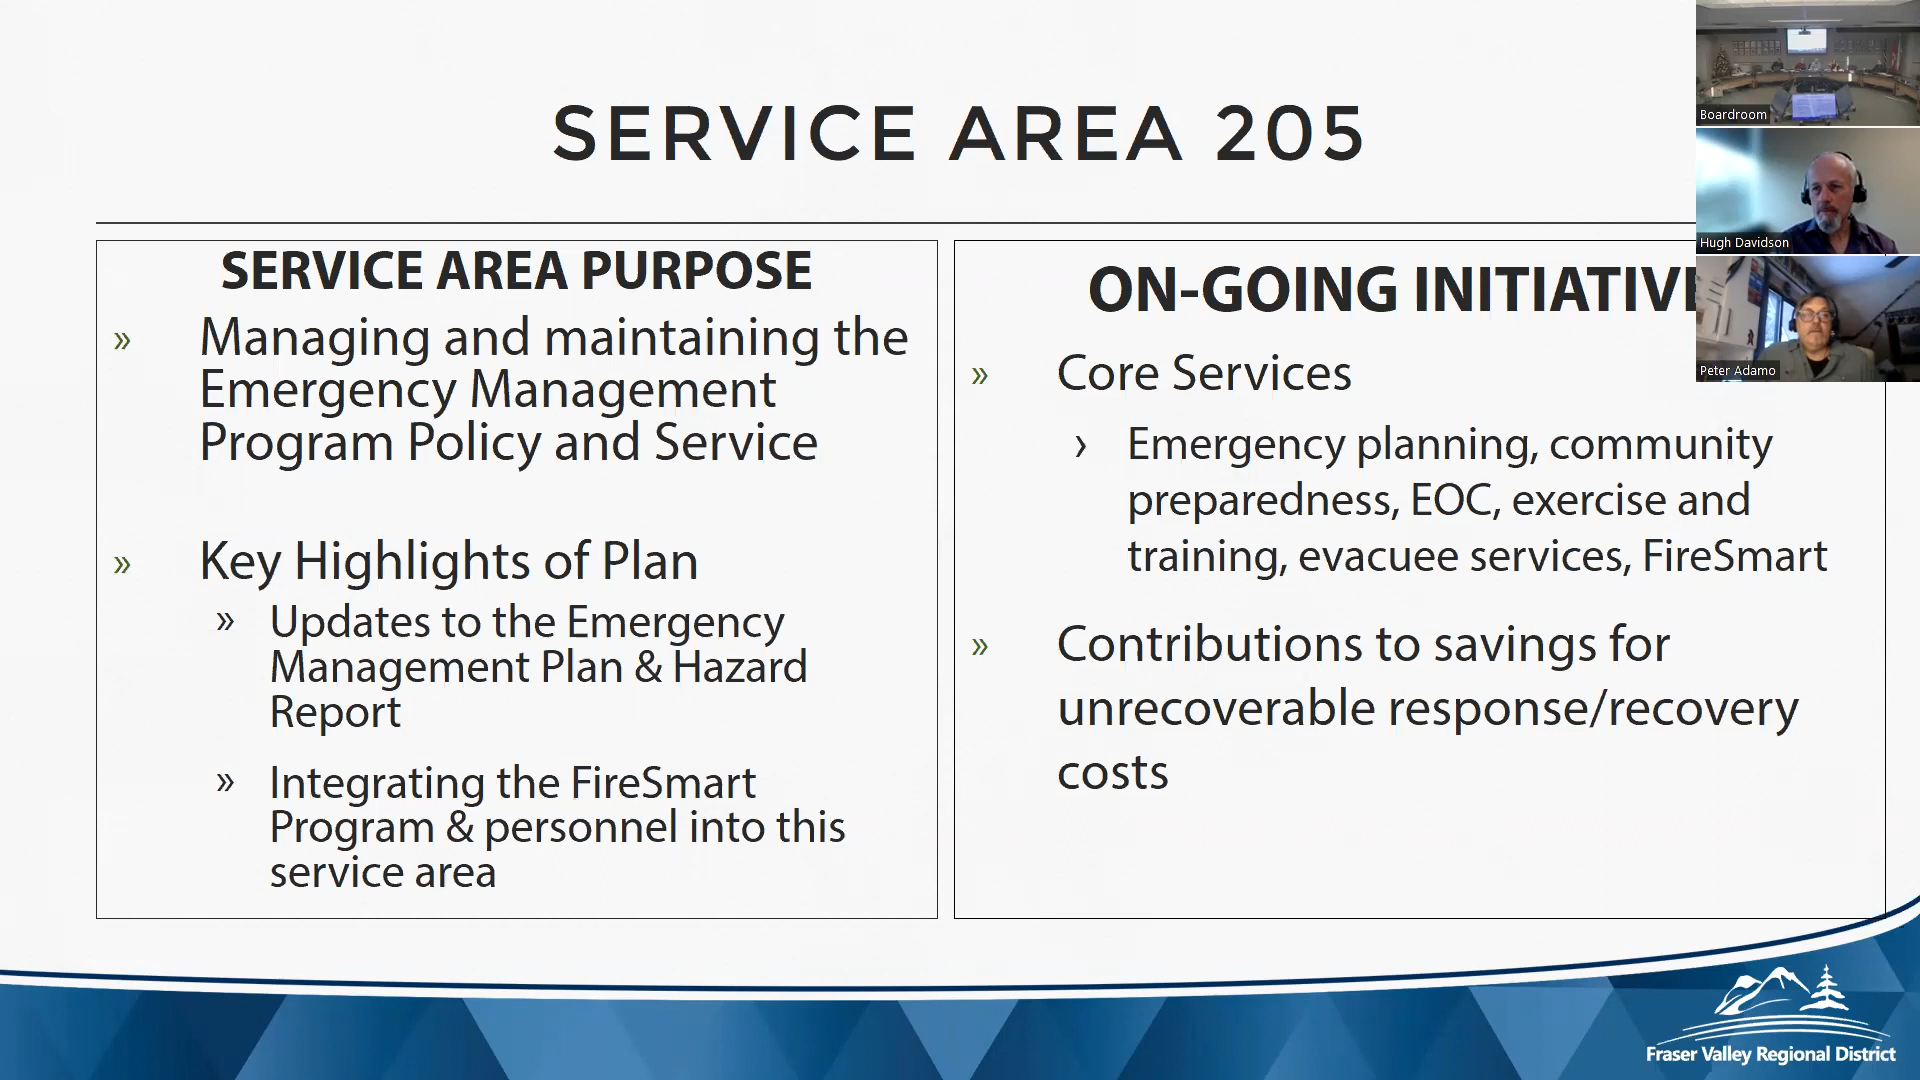 SERVICE AREA 205
SERVICE AREA PURPOSE
» Managing and maintaining the
Emergency Management
Program Policy and Service
» Key Highlights of Plan
» Updates to the Emergency
Management Plan & Hazard
Report
» Integrating the FireSmart
Program & personnel into this
service area
ON-GOING INITIATIVE
» Core Services
› Emergency planning, community
preparedness, EOC, exercise and
training, evacuee services, FireSmart
» Contributions to savings for
unrecoverable response/recovery
costs
Boardroom
Hugh Davidson
Peter Adamo
Fraser Valley Regional District